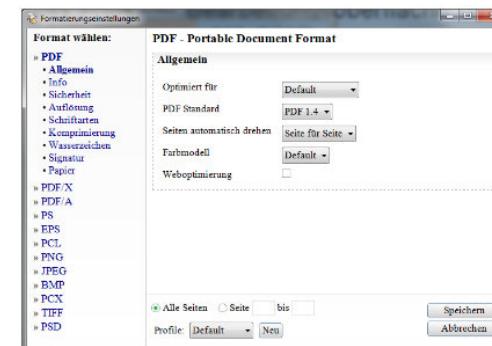 Formatierungseinstellungen
Format wählen:
» PDF
• Allgemein
• Info
• Sicherheit
• Auflösung
• Schriftarten
• Komprimierung
• Wasserzeichen
• Signatur
• Papier
» PDF/X
» PDF/A
» PS
» EPS
» PCL
» PNG
» JPEG
» BMP
» PCX
» TIFF
» PSD
PDF - Portable Document Format
Allgemein
Optimiert für Default
PDF Standard PDF 1.4
Seiten automatisch drehen Seite für Seite
Farbmodell Default
Weboptimierung
Alle Seiten Seite bis
Profile: Default Neu
Speichern
Abbrechen